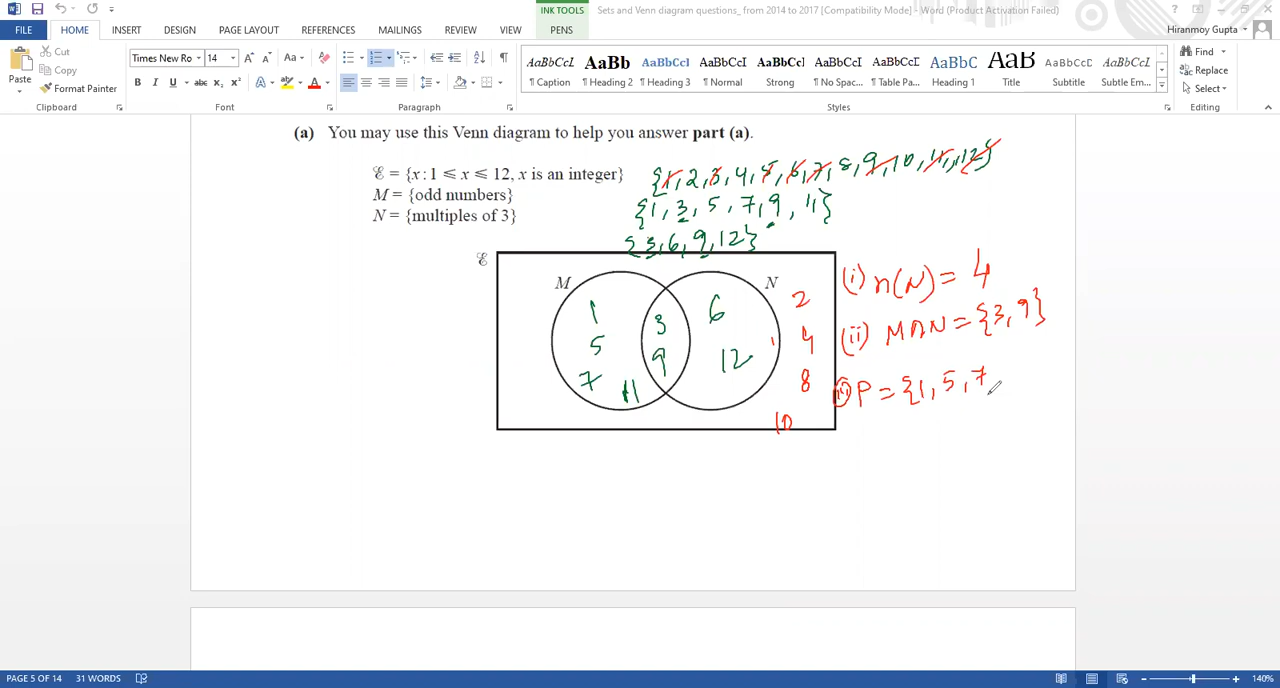 INK TOOLS
Sets and Venn diagram questions_ from 2014 to 2017 [Compatibility Mode] - Word (Product Activation Failed)
FILE HOME INSERT DESIGN PAGE LAYOUT REFERENCES MAILINGS REVIEW VIEW PENS
Hiranmoy Gupta
Paste
Cut
Copy
Format Painter
Clipboard
Times New Ro 14
Font
Paragraph
AaBbCcL ¶ Caption
AaBb ¶ Heading 2
AaBbCcI ¶ Heading 3
AaBbCcI ¶ Normal
AaBbCcI ¶ No Spac...
AaBbCcI ¶ Table Pa...
AaBbC Heading 1
AaB Title
AaBbCcD Subtitle
AaBbCcL Subtle Em...
Styles
Find
Replace
Select
Editing
(a) You may use this Venn diagram to help you answer part (a).
ℰ = {x : 1 ⩽ x ⩽ 12, x is an integer}
{1, 2, 3, 4, 5, 6, 7, 8, 9, 10, 11, 12}
M = {odd numbers}
{1, 3, 5, 7, 9, 11}
N = {multiples of 3}
{3, 6, 9, 12}
ℰ
M N
1 3 6 2
5 9 12 4
7 11 8
10
(i) n(N) = 4
(ii) M∩N = {3, 9}
(iii) P = {1, 5, 7
PAGE 5 OF 14 31 WORDS
140%